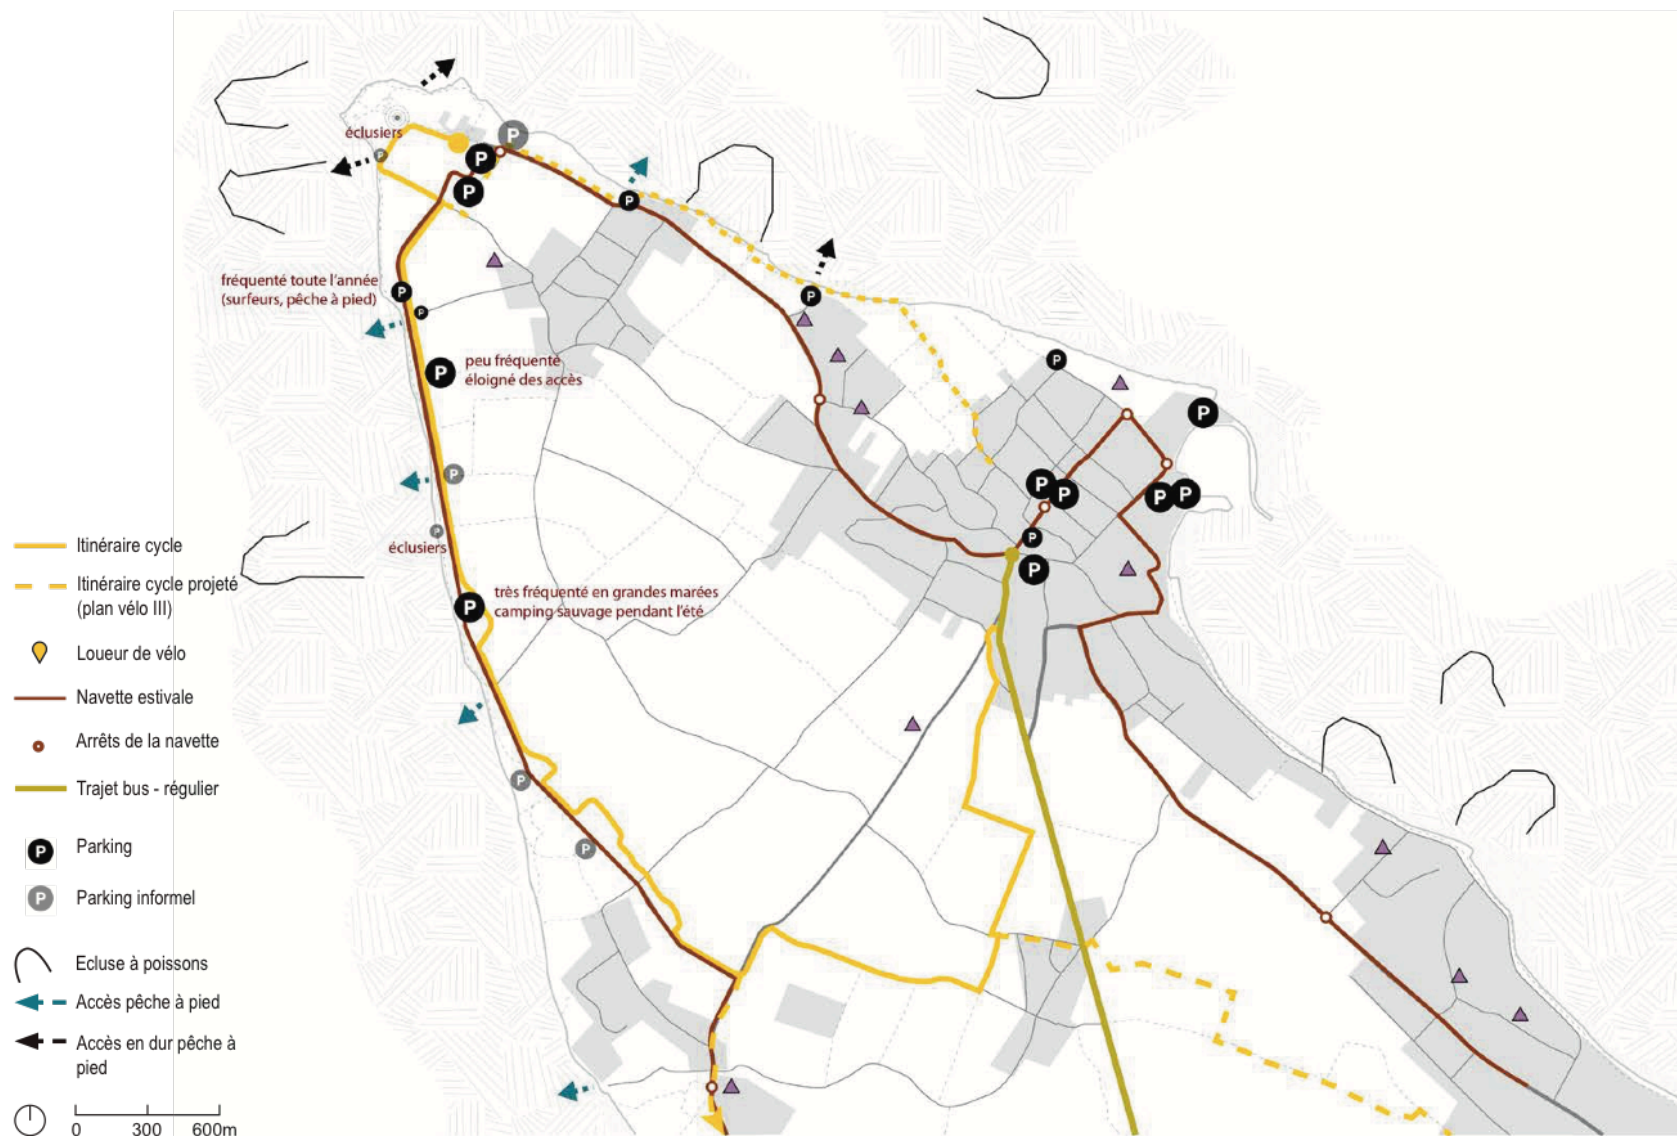 éclusiers
P
P
P
P
P
fréquenté toute l'année
(surfeurs, pêche à pied)
P
P
P
P
peu fréquenté
éloigné des accès
P
P
P
P
P
P
P
P
éclusiers
P
P
P
très fréquenté en grandes marées
camping sauvage pendant l'été
P
P
Itinéraire cycle
Itinéraire cycle projeté
(plan vélo III)
Loueur de vélo
Navette estivale
Arrêts de la navette
Trajet bus - régulier
P Parking
P Parking informel
Ecluse à poissons
Accès pêche à pied
Accès en dur pêche à
pied
0 300 600m